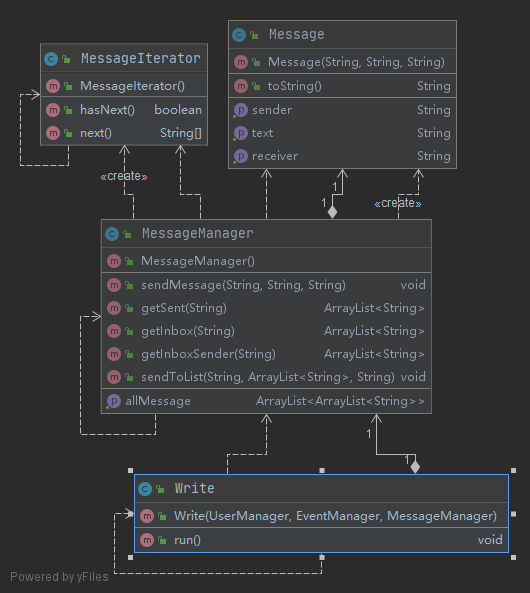 Message
Message(String, String, String)
toString() String
sender String
text String
receiver String
MessageIterator
MessageIterator()
hasNext() boolean
next() String[]
«create»
1
1
«create»
MessageManager
MessageManager()
sendMessage(String, String, String) void
getSent(String) ArrayList<String>
getInbox(String) ArrayList<String>
getInboxSender(String) ArrayList<String>
sendToList(String, ArrayList<String>, String) void
allMessage ArrayList<ArrayList<String>>
1
1
Write
Write(UserManager, EventManager, MessageManager)
run() void
Powered by yFiles